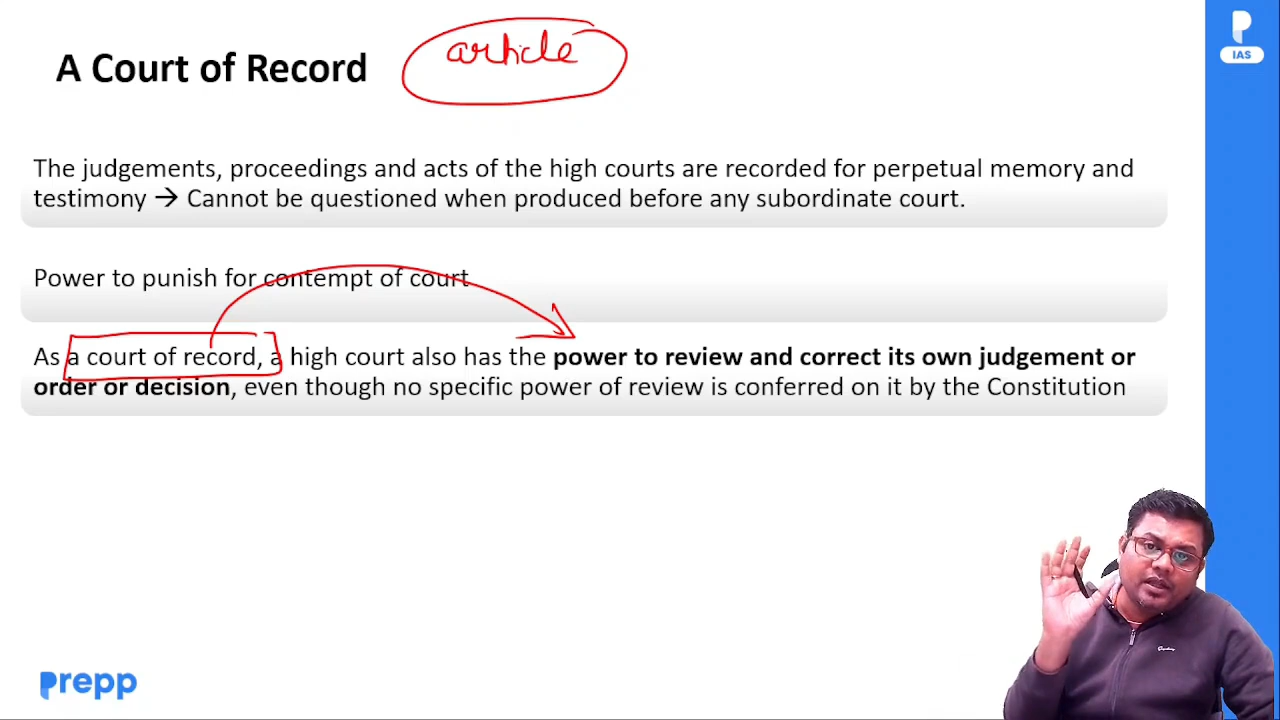 A Court of Record
article
IAS
The judgements, proceedings and acts of the high courts are recorded for perpetual memory and
testimony → Cannot be questioned when produced before any subordinate court.
Power to punish for contempt of court
As a court of record, a high court also has the power to review and correct its own judgement or
order or decision, even though no specific power of review is conferred on it by the Constitution
prepp